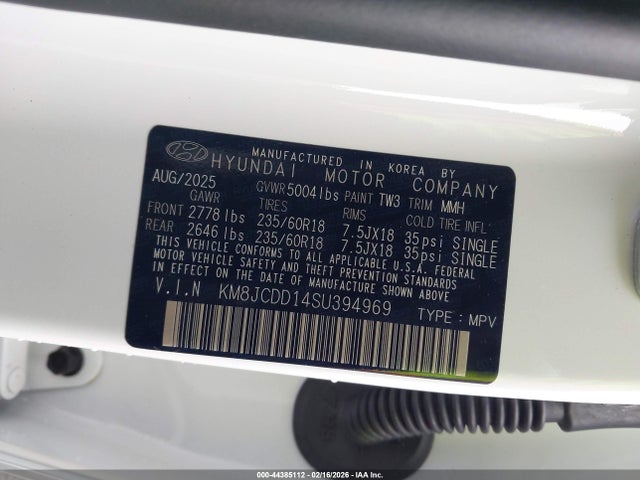 MANUFACTURED IN KOREA BY
HYUNDAI MOTOR COMPANY
AUG/2025 GVWR 5004lbs PAINT TW3 TRIM MMH
GAWR TIRES RIMS COLD TIRE INFL'
FRONT 2778 lbs 235/60R18 7.5JX18 35psi SINGLE
REAR 2646 lbs 235/60R18 7.5JX18 35psi SINGLE
THIS VEHICLE CONFORMS TO ALL APPLICABLE U.S.A. FEDERAL
MOTOR VEHICLE SAFETY BUMPER, AND THEFT PREVENTION STANDARDS
IN EFFECT ON THE DATE OF MANUFACTURE SHOWN ABOVE.
V.I.N KM8JCDD14SU394969 TYPE : MPV
000-44385112 - 02/16/2026 - IAA Inc.